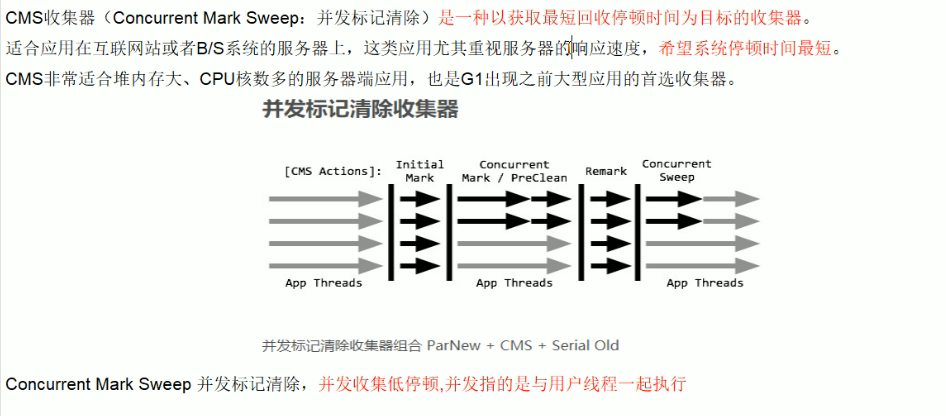 CMS收集器（Concurrent Mark Sweep：并发标记清除）是一种以获取最短回收停顿时间为目标的收集器。
适合应用在互联网站或者B/S系统的服务器上，这类应用尤其重视服务器的响应速度，希望系统停顿时间最短。
CMS非常适合堆内存大、CPU核数多的服务器端应用，也是G1出现之前大型应用的首选收集器。
并发标记清除收集器
[CMS Actions]:
Initial
Mark
Concurrent
Mark / PreClean
Remark
Concurrent
Sweep
App Threads
App Threads
App Threads
并发标记清除收集器组合 ParNew + CMS + Serial Old
Concurrent Mark Sweep 并发标记清除，并发收集低停顿,并发指的是与用户线程一起执行